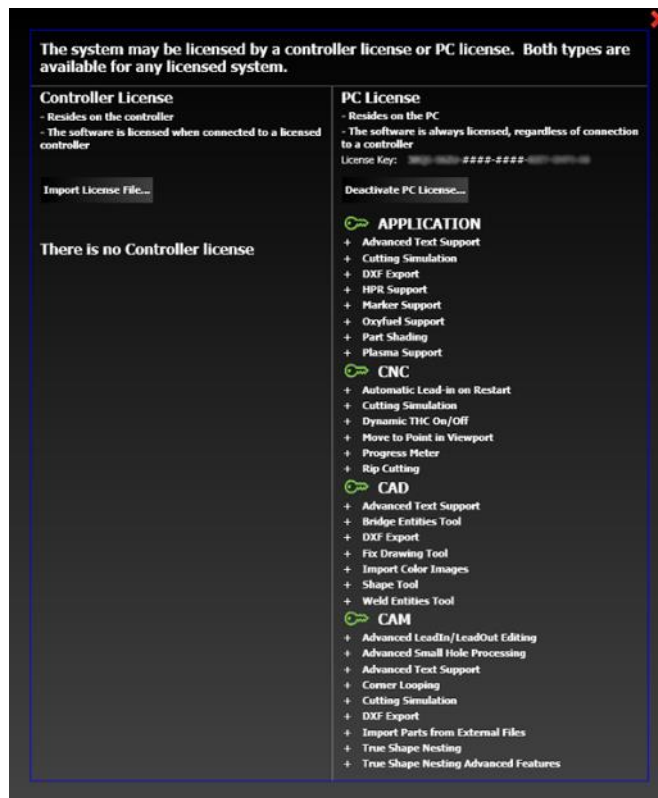 The system may be licensed by a controller license or PC license. Both types are
available for any licensed system.
Controller License
- Resides on the controller
- The software is licensed when connected to a licensed
controller
Import License File...
There is no Controller license
PC License
- Resides on the PC
- The software is always licensed, regardless of connection
to a controller
License Key: ####-####-
Deactivate PC License...
APPLICATION
+ Advanced Text Support
+ Cutting Simulation
+ DXF Export
+ HPR Support
+ Marker Support
+ Oxyfuel Support
+ Part Shading
+ Plasma Support
CNC
+ Automatic Lead-in on Restart
+ Cutting Simulation
+ Dynamic THC On/Off
+ Move to Point in Viewport
+ Progress Meter
+ Rip Cutting
CAD
+ Advanced Text Support
+ Bridge Entities Tool
+ DXF Export
+ Fix Drawing Tool
+ Import Color Images
+ Shape Tool
+ Weld Entities Tool
CAM
+ Advanced LeadIn/LeadOut Editing
+ Advanced Small Hole Processing
+ Advanced Text Support
+ Corner Looping
+ Cutting Simulation
+ DXF Export
+ Import Parts from External Files
+ True Shape Nesting
+ True Shape Nesting Advanced Features